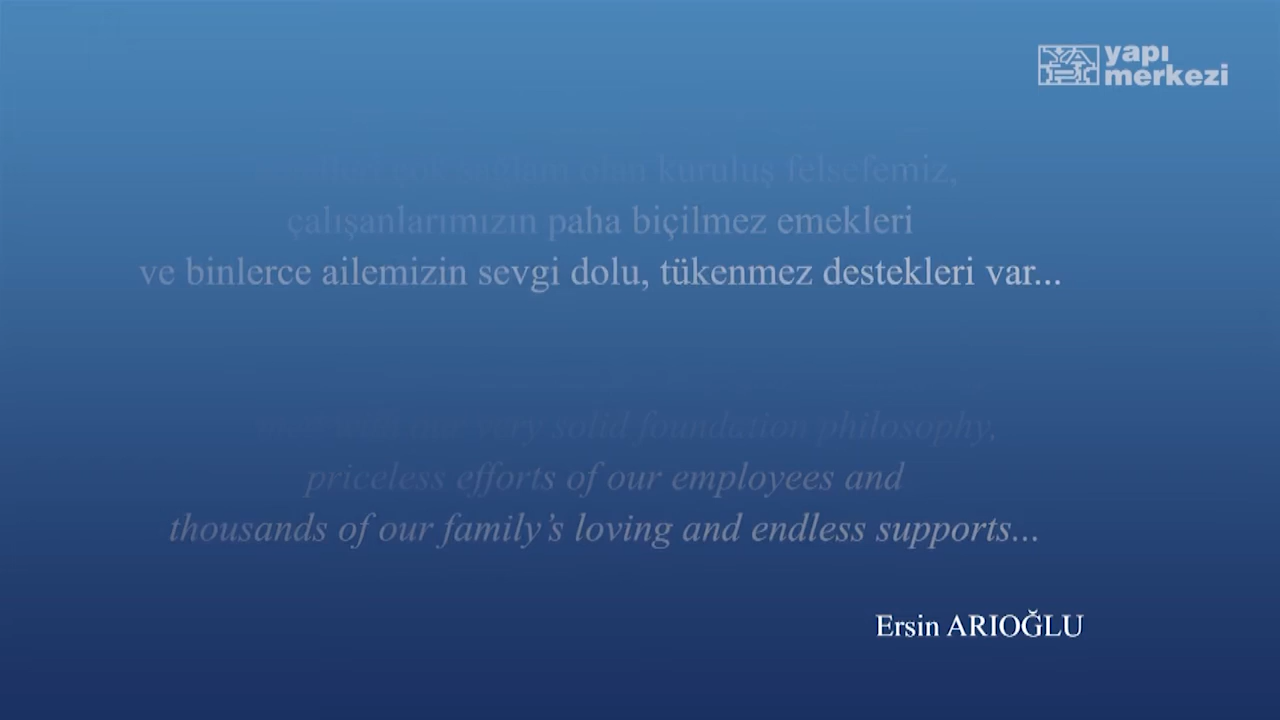 yapı
merkezi
çok sağlam olan kuruluş felsefemiz,
çalışanlarımızın paha biçilmez emekleri
ve binlerce ailemizin sevgi dolu, tükenmez destekleri var...
our very solid foundation philosophy,
priceless efforts of our employees and
thousands of our family’s loving and endless supports...
Ersin ARIOĞLU